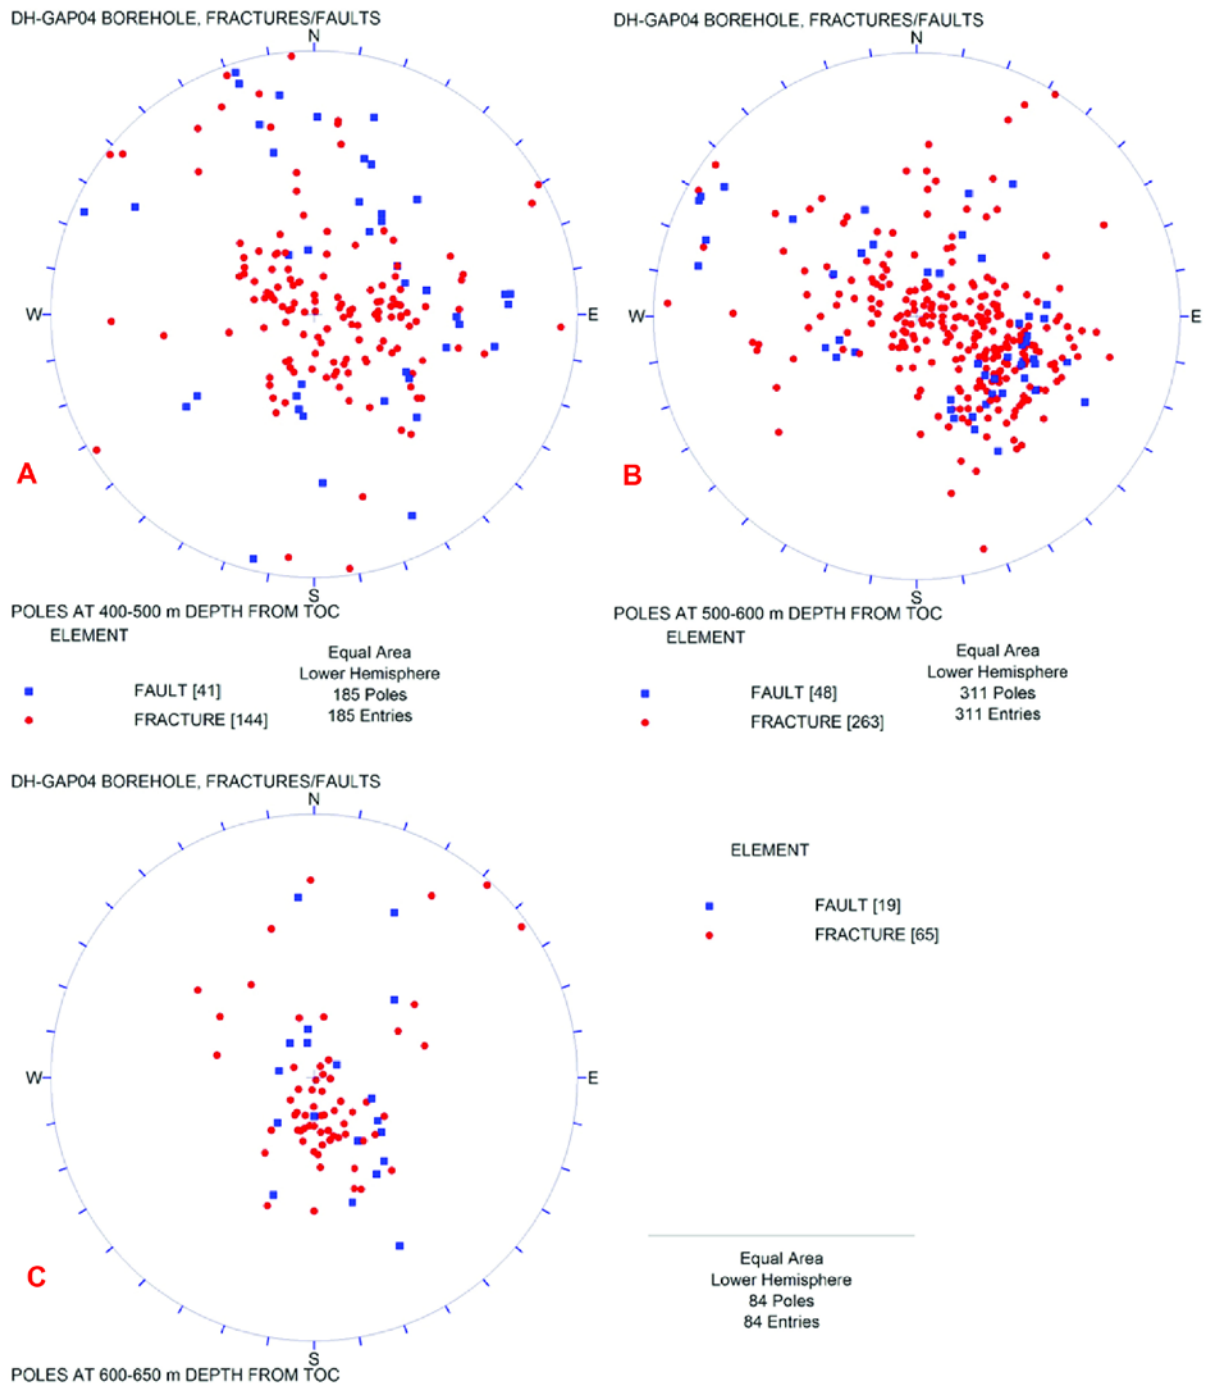 DH-GAP04 BOREHOLE, FRACTURES/FAULTS
N
W
E
S
A
POLES AT 400-500 m DEPTH FROM TOC
ELEMENT
FAULT [41]
FRACTURE [144]
Equal Area
Lower Hemisphere
185 Poles
185 Entries
DH-GAP04 BOREHOLE, FRACTURES/FAULTS
N
W
E
S
B
POLES AT 500-600 m DEPTH FROM TOC
ELEMENT
FAULT [48]
FRACTURE [263]
Equal Area
Lower Hemisphere
311 Poles
311 Entries
DH-GAP04 BOREHOLE, FRACTURES/FAULTS
N
W
E
S
C
POLES AT 600-650 m DEPTH FROM TOC
ELEMENT
FAULT [19]
FRACTURE [65]
Equal Area
Lower Hemisphere
84 Poles
84 Entries